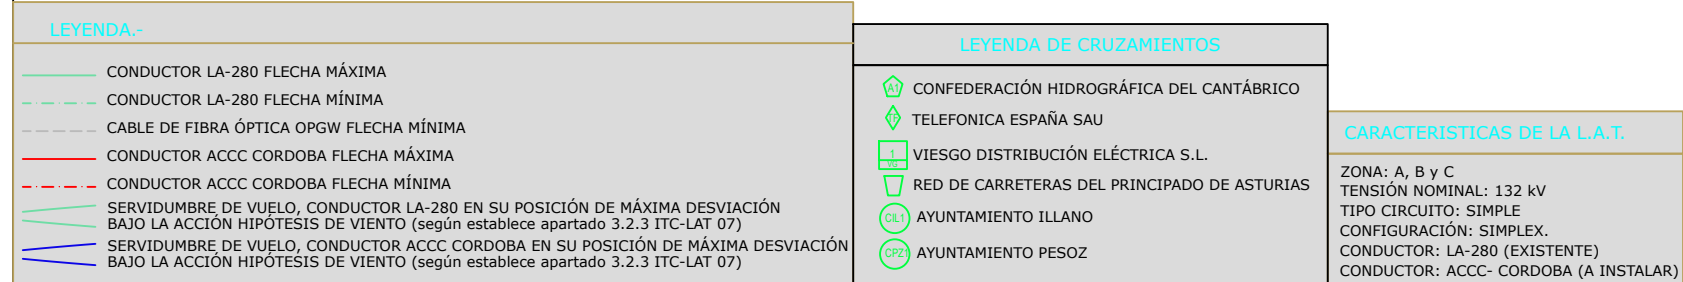 LEYENDA.-
CONDUCTOR LA-280 FLECHA MÁXIMA
CONDUCTOR LA-280 FLECHA MÍNIMA
CABLE DE FIBRA ÓPTICA OPGW FLECHA MÍNIMA
CONDUCTOR ACCC CORDOBA FLECHA MÁXIMA
CONDUCTOR ACCC CORDOBA FLECHA MÍNIMA
SERVIDUMBRE DE VUELO, CONDUCTOR LA-280 EN SU POSICIÓN DE MÁXIMA DESVIACIÓN
BAJO LA ACCIÓN HIPÓTESIS DE VIENTO (según establece apartado 3.2.3 ITC-LAT 07)
SERVIDUMBRE DE VUELO, CONDUCTOR ACCC CORDOBA EN SU POSICIÓN DE MÁXIMA DESVIACIÓN
BAJO LA ACCIÓN HIPÓTESIS DE VIENTO (según establece apartado 3.2.3 ITC-LAT 07)
LEYENDA DE CRUZAMIENTOS
A1 CONFEDERACIÓN HIDROGRÁFICA DEL CANTÁBRICO
TF TELEFONICA ESPAÑA SAU
1
VG
VIESGO DISTRIBUCIÓN ELÉCTRICA S.L.
RED DE CARRETERAS DEL PRINCIPADO DE ASTURIAS
CIL1 AYUNTAMIENTO ILLANO
CPZ1 AYUNTAMIENTO PESOZ
CARACTERISTICAS DE LA L.A.T.
ZONA: A, B y C
TENSIÓN NOMINAL: 132 kV
TIPO CIRCUITO: SIMPLE
CONFIGURACIÓN: SIMPLEX.
CONDUCTOR: LA-280 (EXISTENTE)
CONDUCTOR: ACCC- CORDOBA (A INSTALAR)